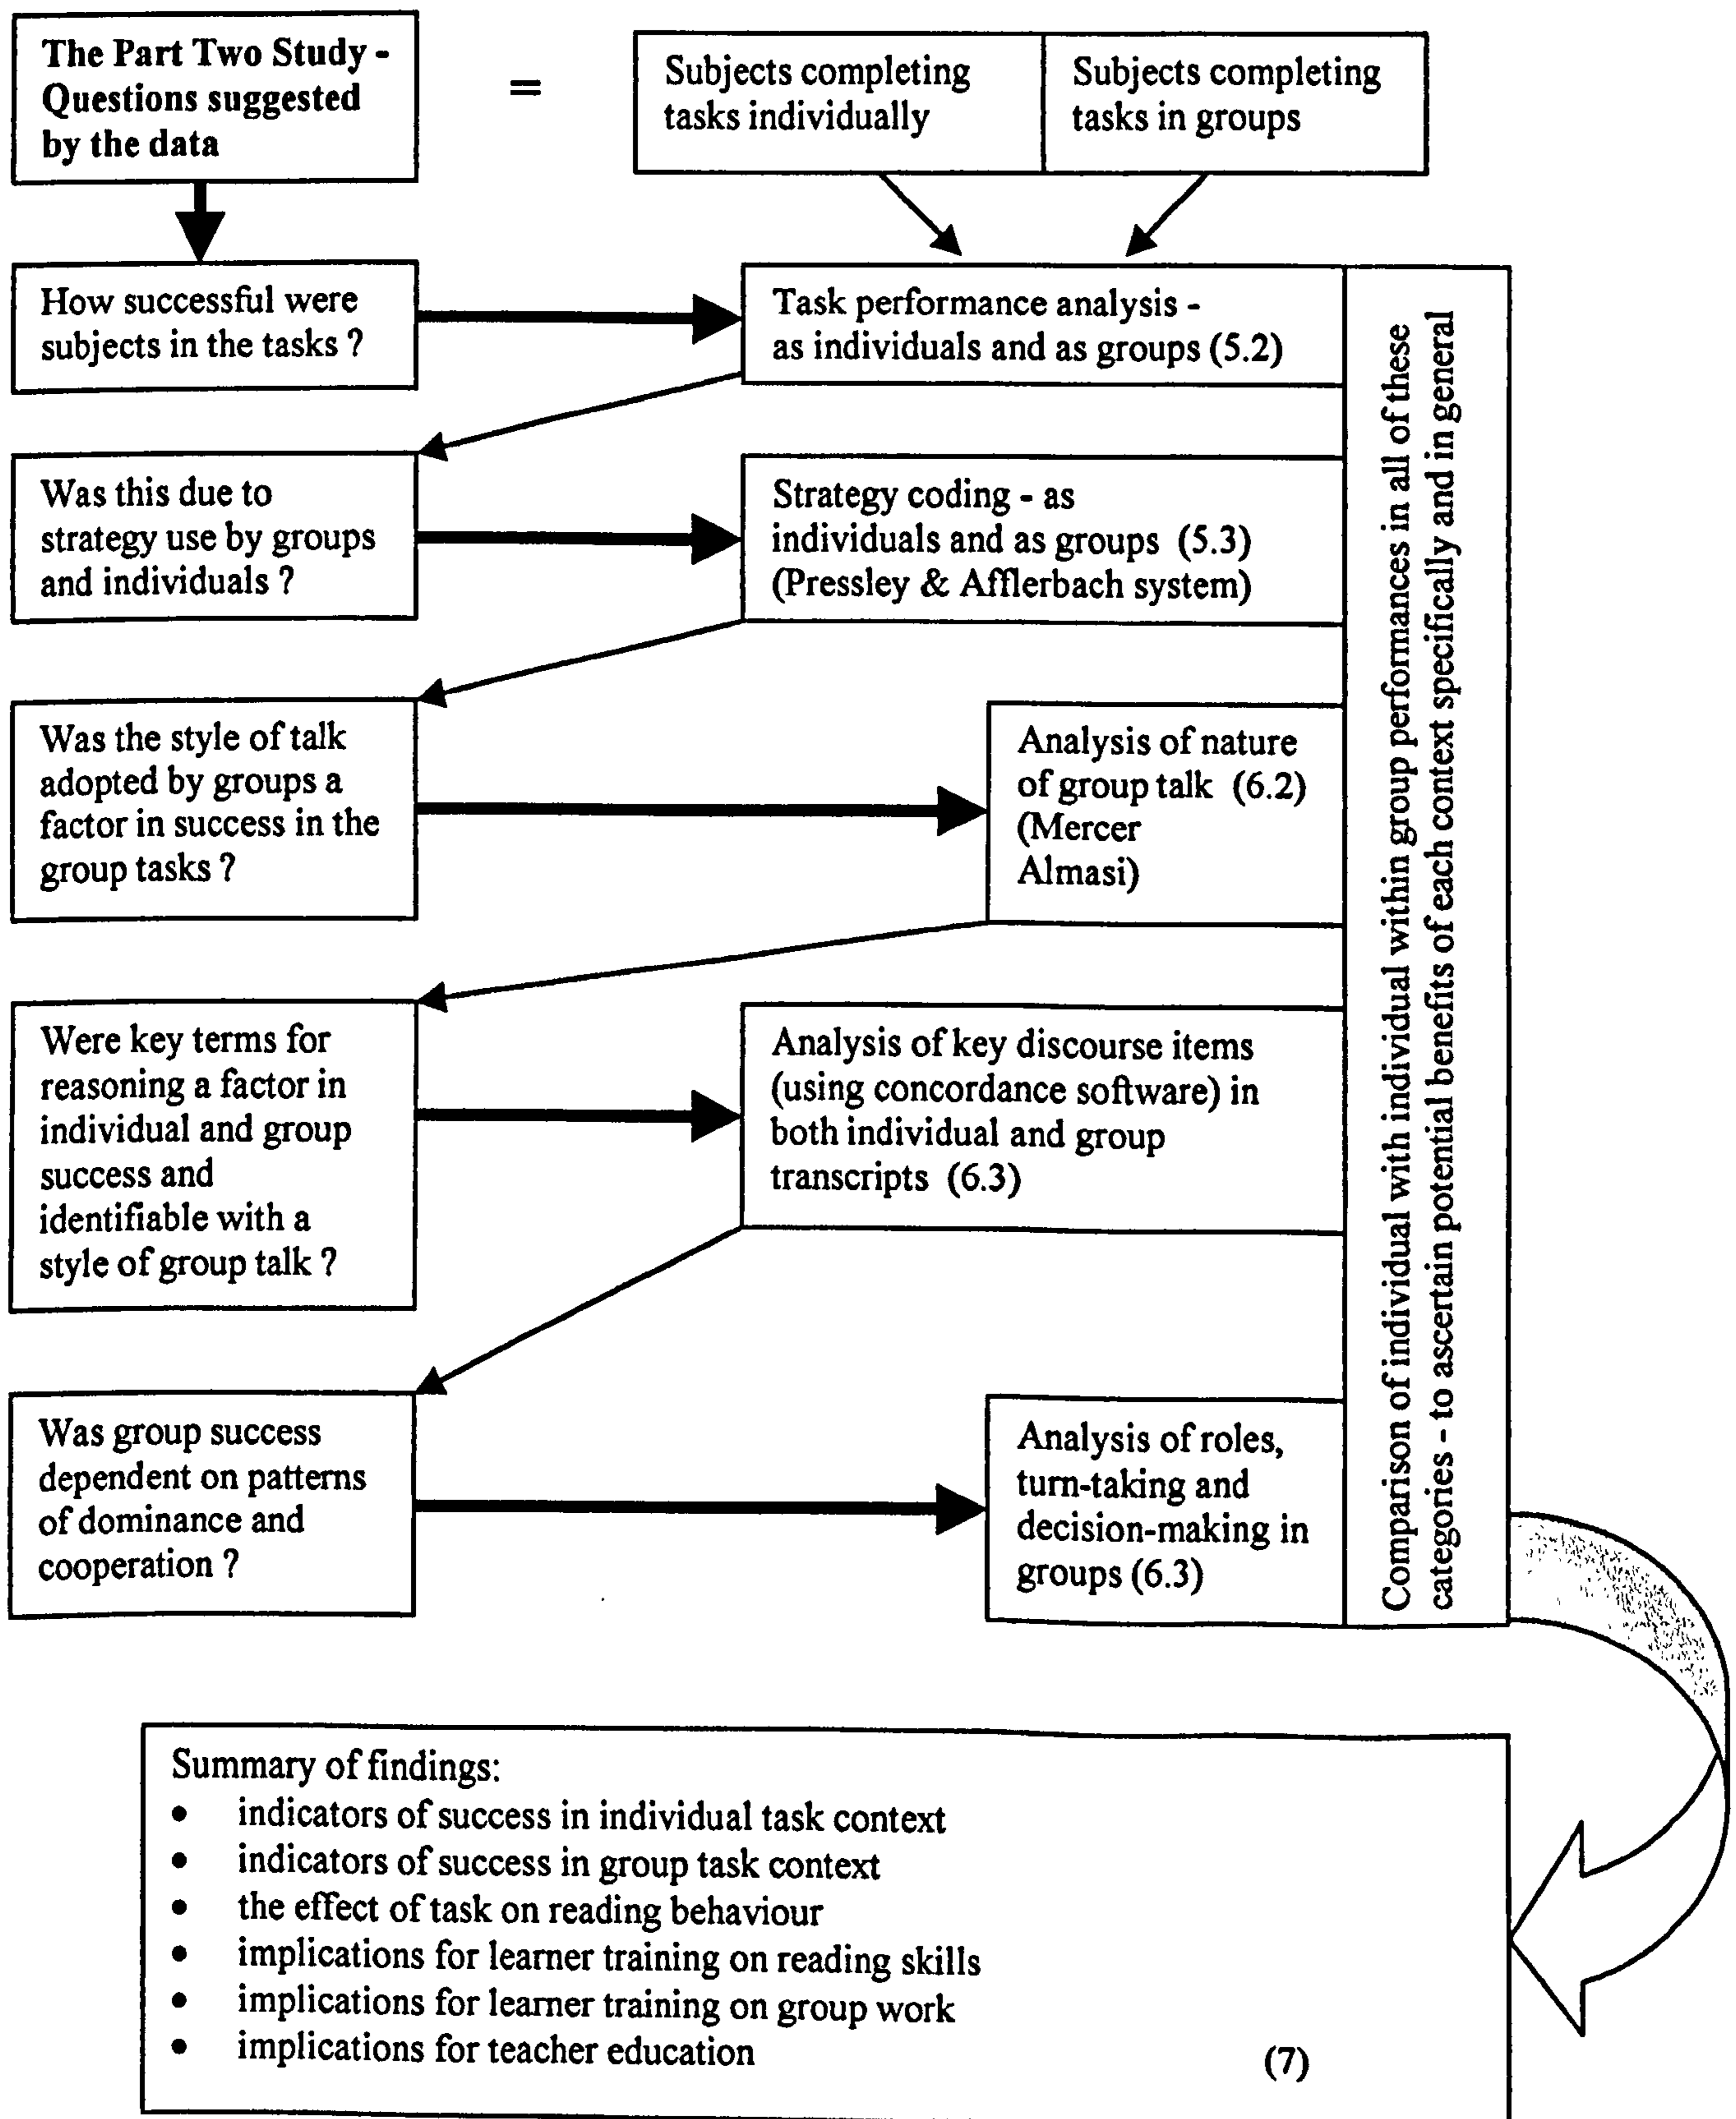 The Part Two Study -
Questions suggested
by the data
=
Subjects completing
tasks individually
Subjects completing
tasks in groups
How successful were
subjects in the tasks ?
Task performance analysis -
as individuals and as groups (5.2)
Was this due to
strategy use by groups
and individuals ?
Strategy coding - as
individuals and as groups (5.3)
(Pressley & Afflerbach system)
Was the style of talk
adopted by groups a
factor in success in the
group tasks ?
Analysis of nature
of group talk (6.2)
(Mercer
Almasi)
Were key terms for
reasoning a factor in
individual and group
success and
identifiable with a
style of group talk ?
Analysis of key discourse items
(using concordance software) in
both individual and group
transcripts (6.3)
Was group success
dependent on patterns
of dominance and
cooperation ?
Analysis of roles,
turn-taking and
decision-making in
groups (6.3)
Comparison of individual with individual within group performances in all of these
categories - to ascertain potential benefits of each context specifically and in general
Summary of findings:
• indicators of success in individual task context
• indicators of success in group task context
• the effect of task on reading behaviour
• implications for learner training on reading skills
• implications for learner training on group work
• implications for teacher education
(7)